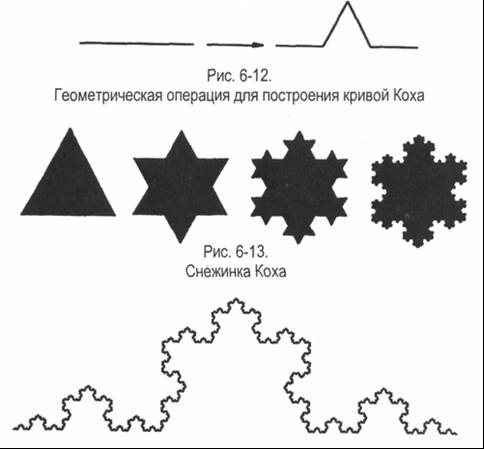 Рис. 6-12.
Геометрическая операция для построения кривой Коха
Рис. 6-13.
Снежинка Коха